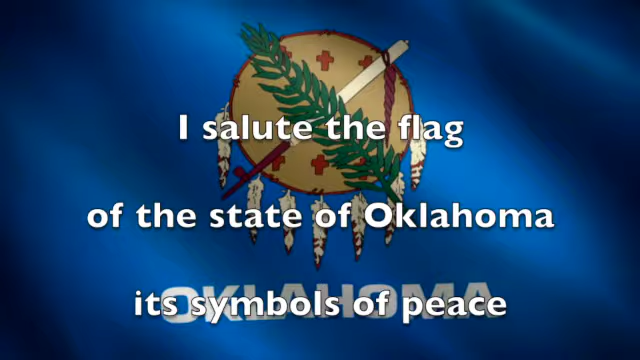 I salute the flag
of the state of Oklahoma
its symbols of peace
OKLAHOMA